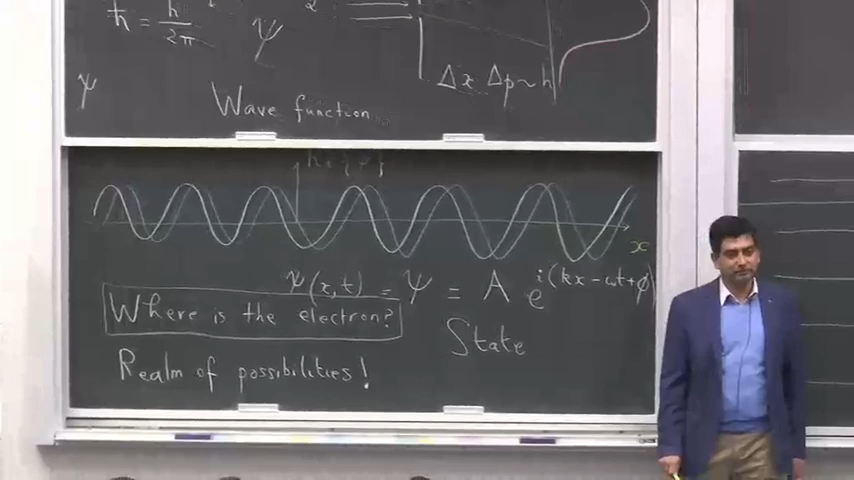 ħ = h / 2π
ψ
Δx Δp ~ h
ψ
Wave function
x
ψ(x,t) = ψ = A e^i(kx-ωt+φ)
Where is the electron?
State
Realm of possibilities!